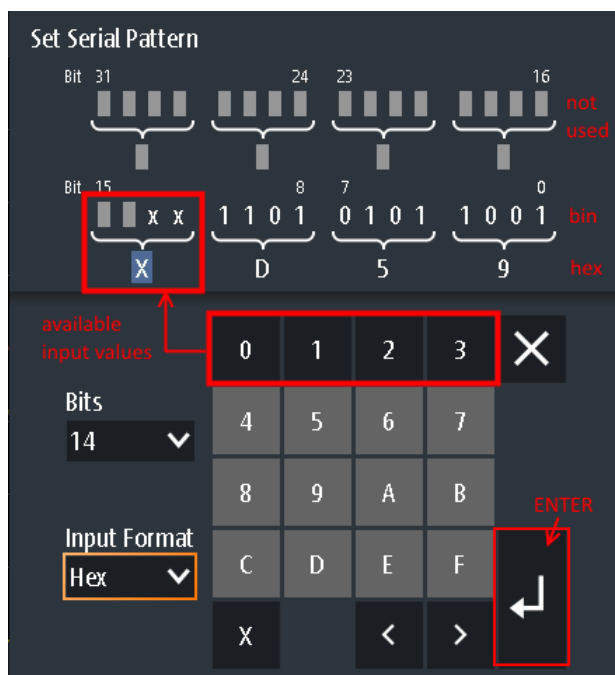 Set Serial Pattern
Bit 31 24 23 16
not
used
Bit 15 8 7 0
x x 1 1 0 1 0 1 0 1 1 0 0 1 bin
X D 5 9 hex
available
input values
0 1 2 3 X
Bits
14
4 5 6 7
8 9 A B
ENTER
Input Format
Hex
C D E F
X < >